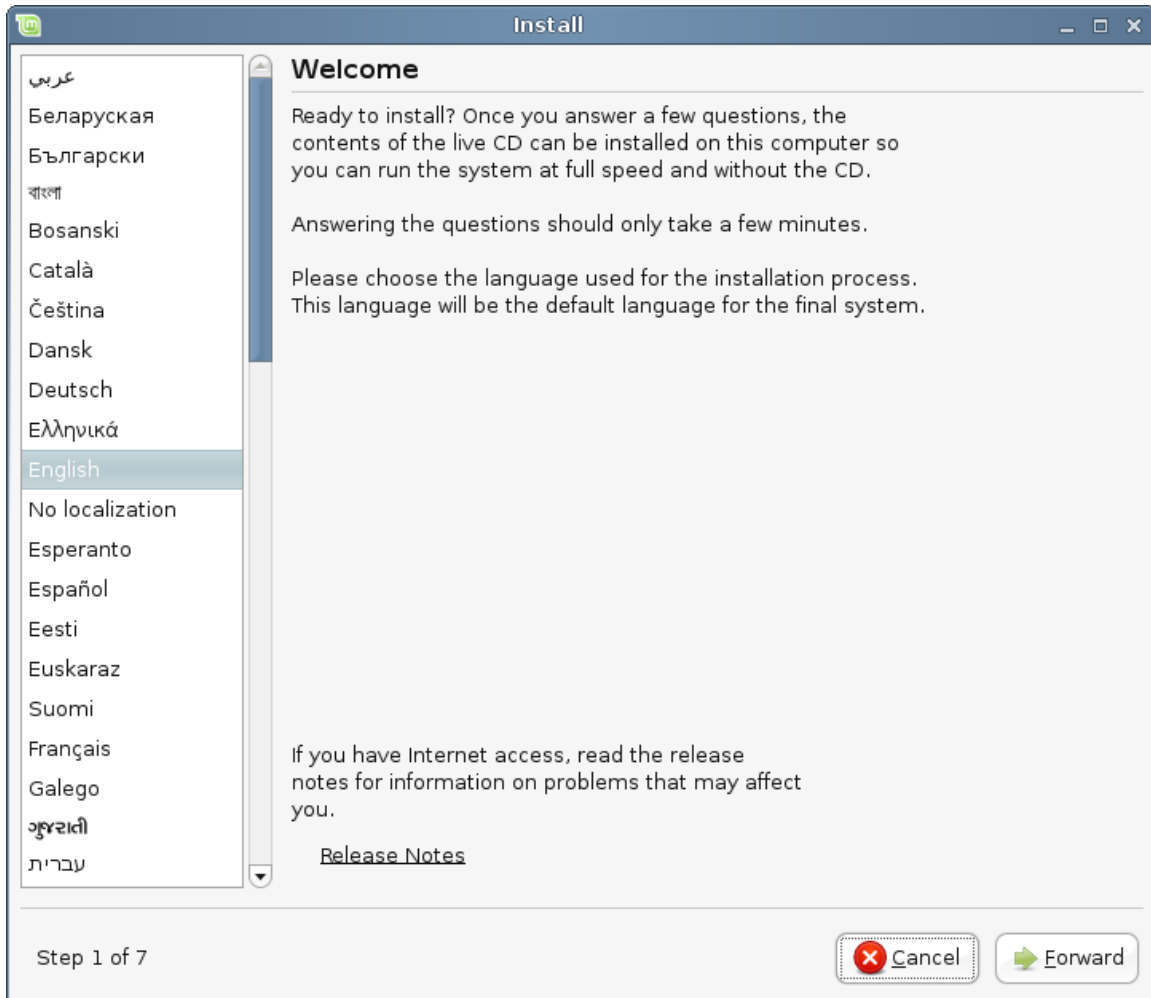 Install
عربي
Беларуская
Български
বাংলা
Bosanski
Català
Čeština
Dansk
Deutsch
Ελληνικά
English
No localization
Esperanto
Español
Eesti
Euskaraz
Suomi
Français
Galego
ગુજરાતી
עברית
Welcome
Ready to install? Once you answer a few questions, the
contents of the live CD can be installed on this computer so
you can run the system at full speed and without the CD.
Answering the questions should only take a few minutes.
Please choose the language used for the installation process.
This language will be the default language for the final system.
If you have Internet access, read the release
notes for information on problems that may affect
you.
Release Notes
Step 1 of 7
Cancel
Forward